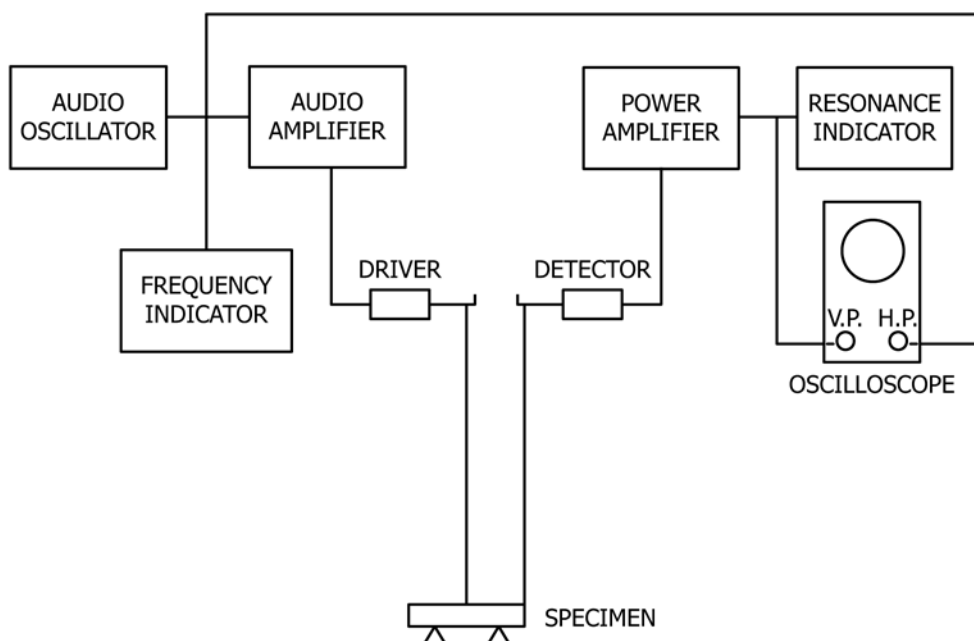 AUDIO
OSCILLATOR
AUDIO
AMPLIFIER
POWER
AMPLIFIER
RESONANCE
INDICATOR
FREQUENCY
INDICATOR
DRIVER
DETECTOR
V.P. H.P.
OSCILLOSCOPE
SPECIMEN